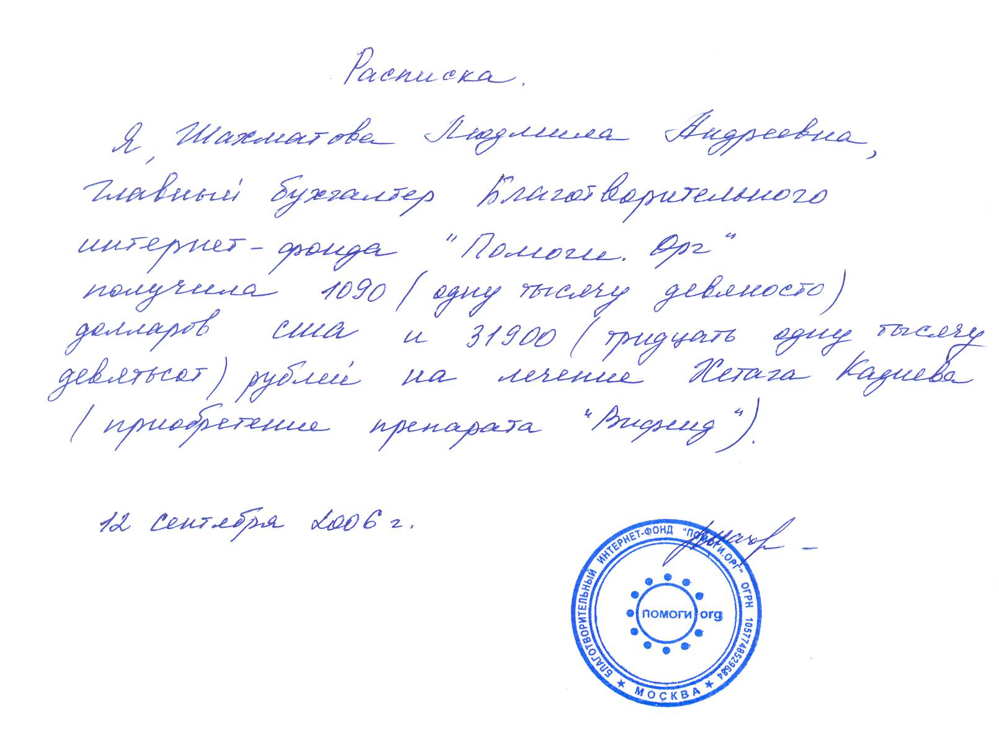 Расписка.
Я, Шахматова Людмила Андреевна,
главный бухгалтер Благотворительного
интернет-фонда "Помоги.Орг"
получила 1090 (одну тысячу девяносто)
долларов США и 31900 (тридцать одну тысячу
девятьсот) рублей на лечение Хетага Кадиева
(приобретение препарата "Вифенд").
12 сентября 2006 г.
БЛАГОТВОРИТЕЛЬНЫЙ ИНТЕРНЕТ-ФОНД "ПОМОГИ.ОРГ" ОГРН 1057748529684
ПОМОГИ org
★ МОСКВА ★